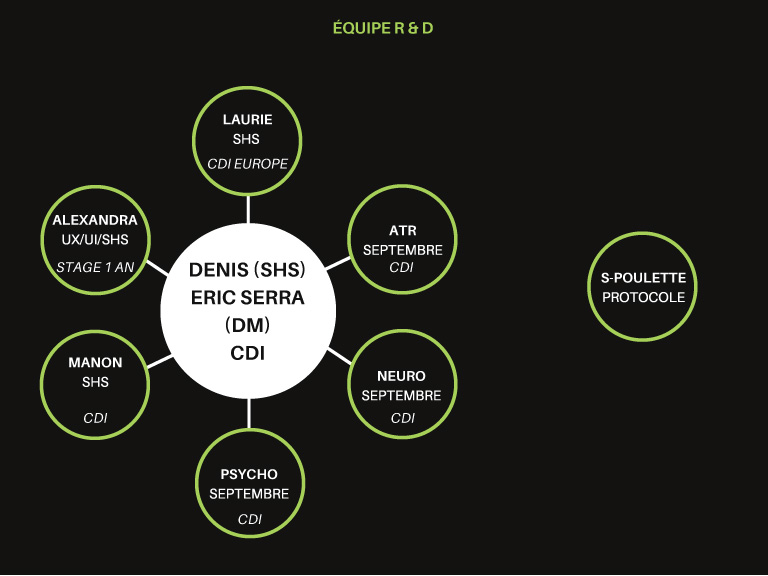 ÉQUIPE R & D
LAURIE
SHS
CDI EUROPE
ALEXANDRA
UX/UI/SHS
STAGE 1 AN
ATR
SEPTEMBRE
CDI
DENIS (SHS)
ERIC SERRA
(DM)
CDI
S-POULETTE
PROTOCOLE
MANON
SHS
CDI
NEURO
SEPTEMBRE
CDI
PSYCHO
SEPTEMBRE
CDI